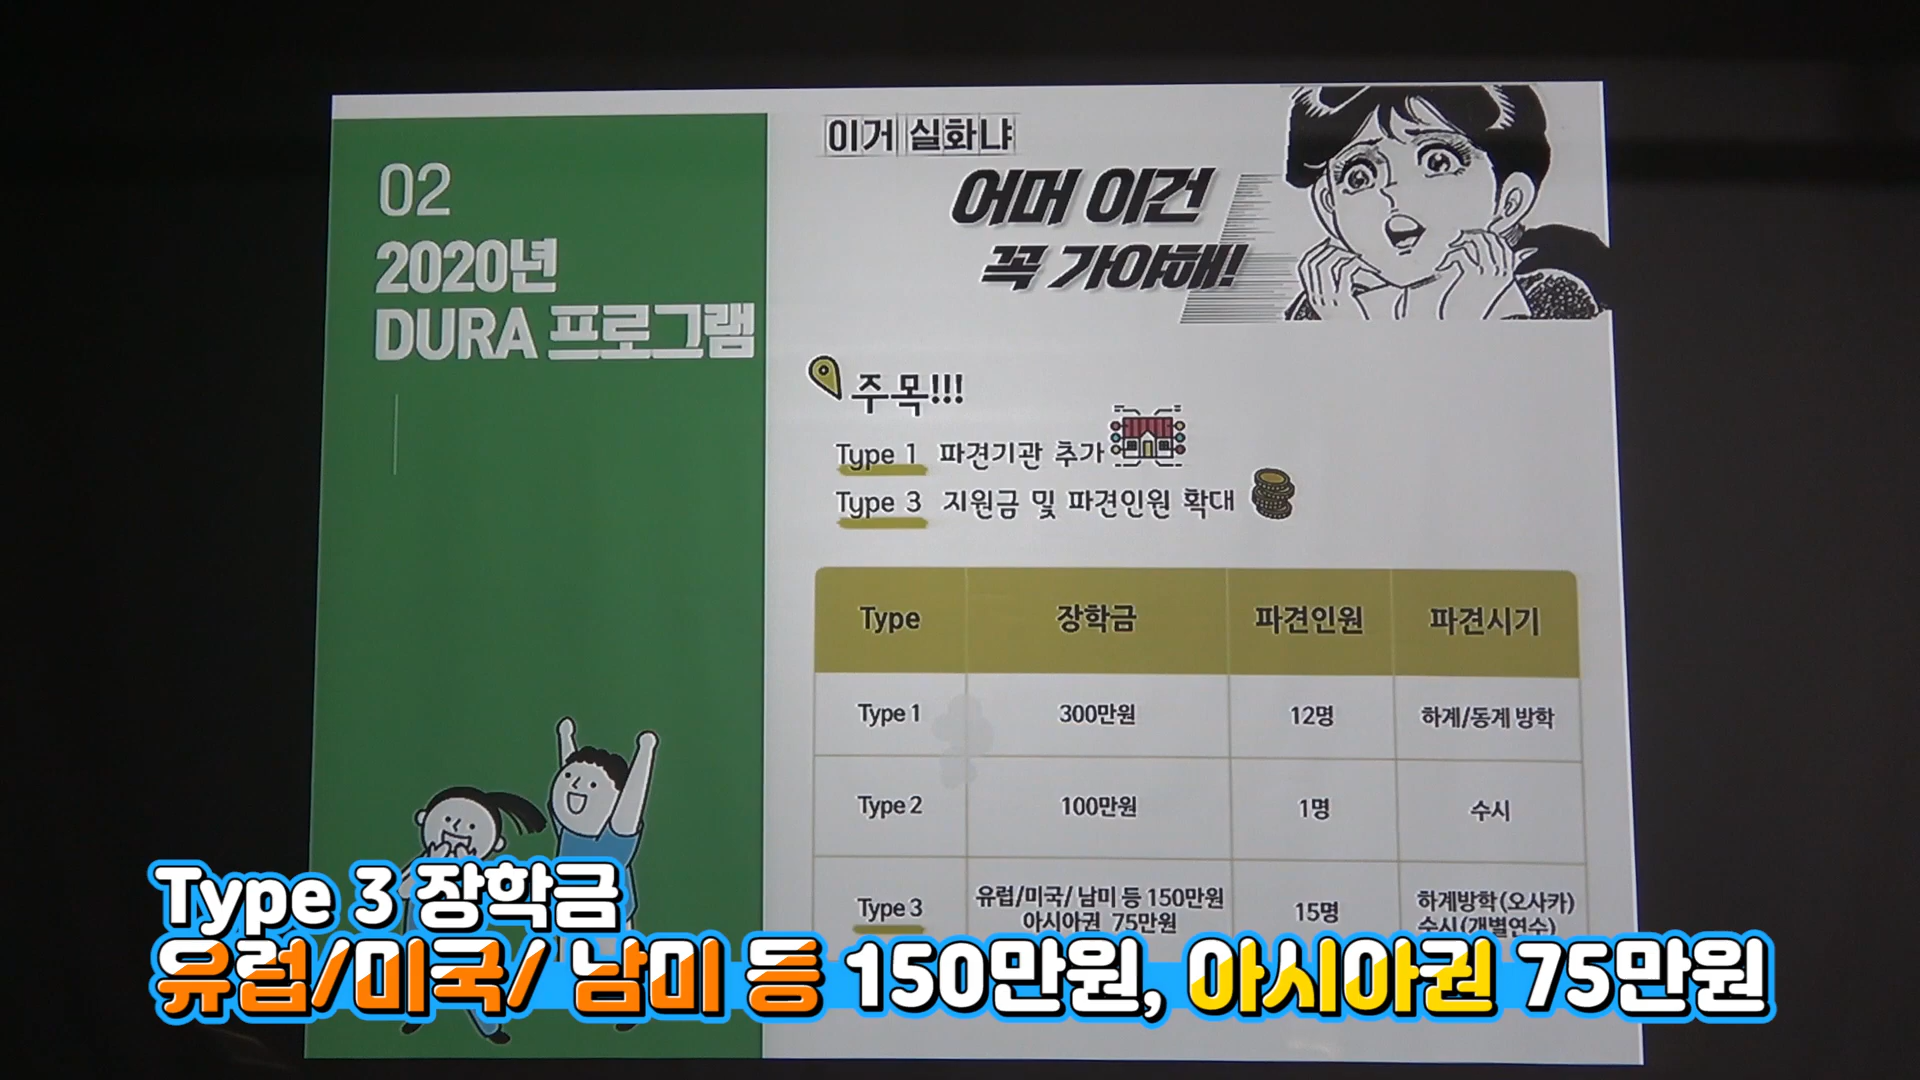 02
2020년
DURA 프로그램
이거 실화냐
어머 이건
꼭 가야해!
주목!!!
Type 1 파견기관 추가
Type 3 지원금 및 파견인원 확대
Type 장학금 파견인원 파견시기
Type 1 300만원 12명 하계/동계 방학
Type 2 100만원 1명 수시
Type 3 유럽/미국/ 남미 등 150만원 15명 하계방학(오사카)
아시아권 75만원 수시(개별연수)
Type 3 장학금
유럽/미국/ 남미 등 150만원, 아시아권 75만원